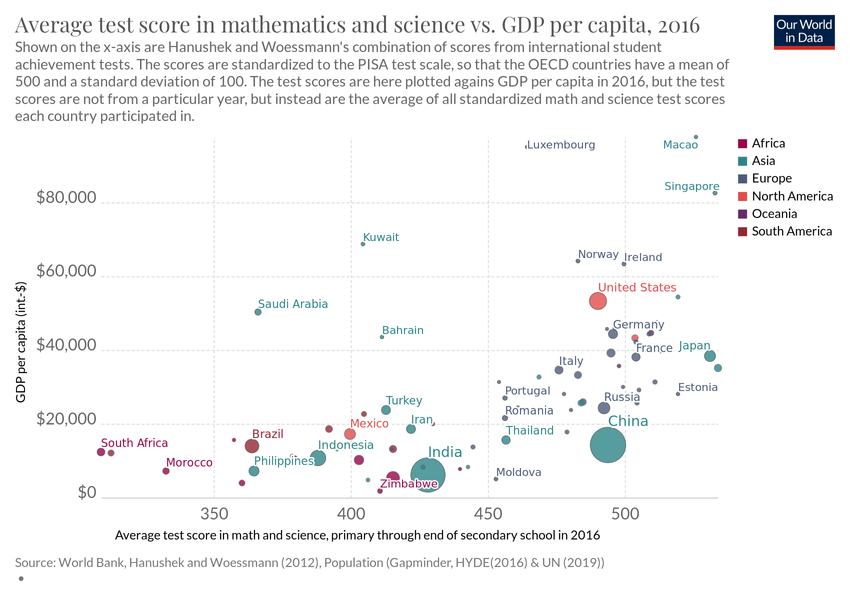 Average test score in mathematics and science vs. GDP per capita, 2016
Our World
in Data
Shown on the x-axis are Hanushek and Woessmann's combination of scores from international student
achievement tests. The scores are standardized to the PISA test scale, so that the OECD countries have a mean of
500 and a standard deviation of 100. The test scores are here plotted agains GDP per capita in 2016, but the test
scores are not from a particular year, but instead are the average of all standardized math and science test scores
each country participated in.
Luxembourg
Macao
Africa
Asia
Europe
North America
Oceania
South America
Singapore
$80,000
Kuwait
Norway
Ireland
$60,000
United States
Saudi Arabia
Germany
Bahrain
$40,000
France
Japan
Italy
Portugal
Russia
Estonia
Turkey
Romania
$20,000
Mexico
Iran
China
Thailand
South Africa
Brazil
Indonesia
India
Morocco
Philippines
Moldova
Zimbabwe
$0
350
400
450
500
GDP per capita (int.-$)
Average test score in math and science, primary through end of secondary school in 2016
Source: World Bank, Hanushek and Woessmann (2012), Population (Gapminder, HYDE(2016) & UN (2019))